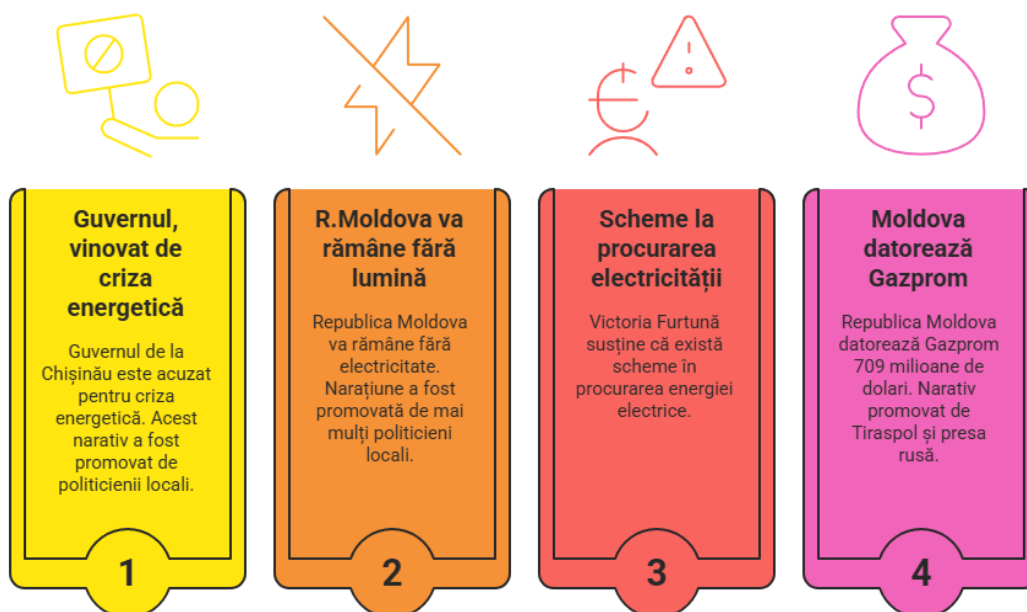 Guvernul,
vinovat de
criza
energetică
Guvernul de la
Chișinău este acuzat
pentru criza
energetică. Acest
narativ a fost
promovat de
politicienii locali.
1
R.Moldova va
rămâne fără
lumină
Republica Moldova
va rămâne fără
electricitate.
Narațiune a fost
promovată de mai
mulți politicieni
locali.
2
Scheme la
procurarea
electricității
Victoria Furtună
susține că există
scheme în
procurarea energiei
electrice.
3
Moldova
datorează
Gazprom
Republica Moldova
datorează Gazprom
709 milioane de
dolari. Narativ
promovat de
Tiraspol și presa
rusă.
4